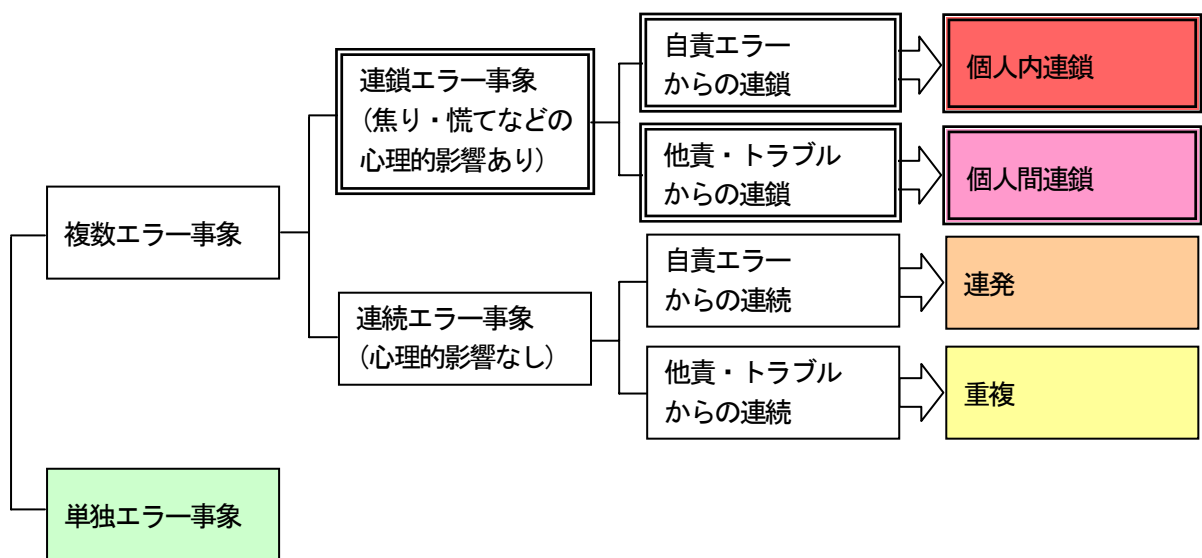 複数エラー事象
単独エラー事象
連鎖エラー事象
(焦り・慌てなどの
心理的影響あり)
連続エラー事象
(心理的影響なし)
自責エラー
からの連鎖
他責・トラブル
からの連鎖
自責エラー
からの連続
他責・トラブル
からの連続
個人内連鎖
個人間連鎖
連発
重複